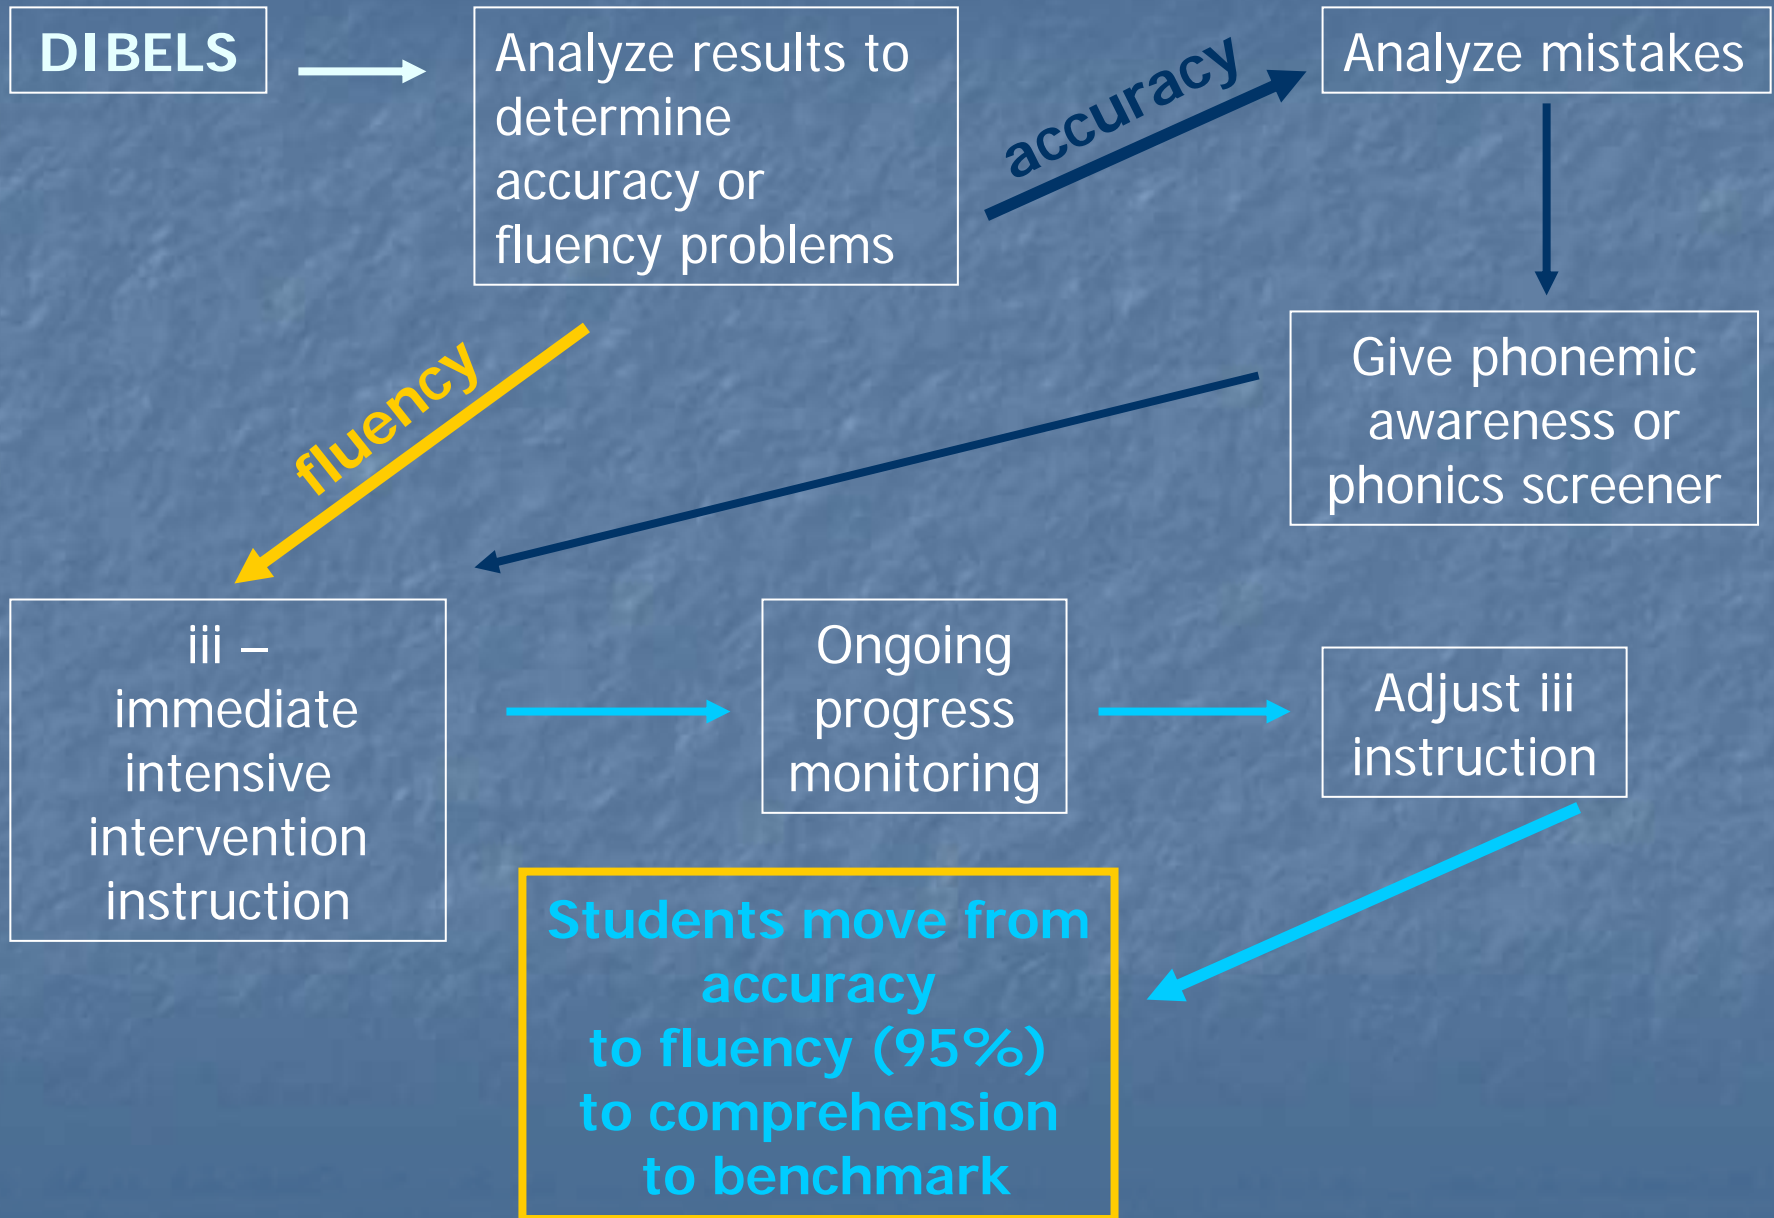 DIBELS
Analyze results to
determine
accuracy or
fluency problems
accuracy
Analyze mistakes
fluency
Give phonemic
awareness or
phonics screener
iii –
immediate
intensive
intervention
instruction
Ongoing
progress
monitoring
Adjust iii
instruction
Students move from
accuracy
to fluency (95%)
to comprehension
to benchmark